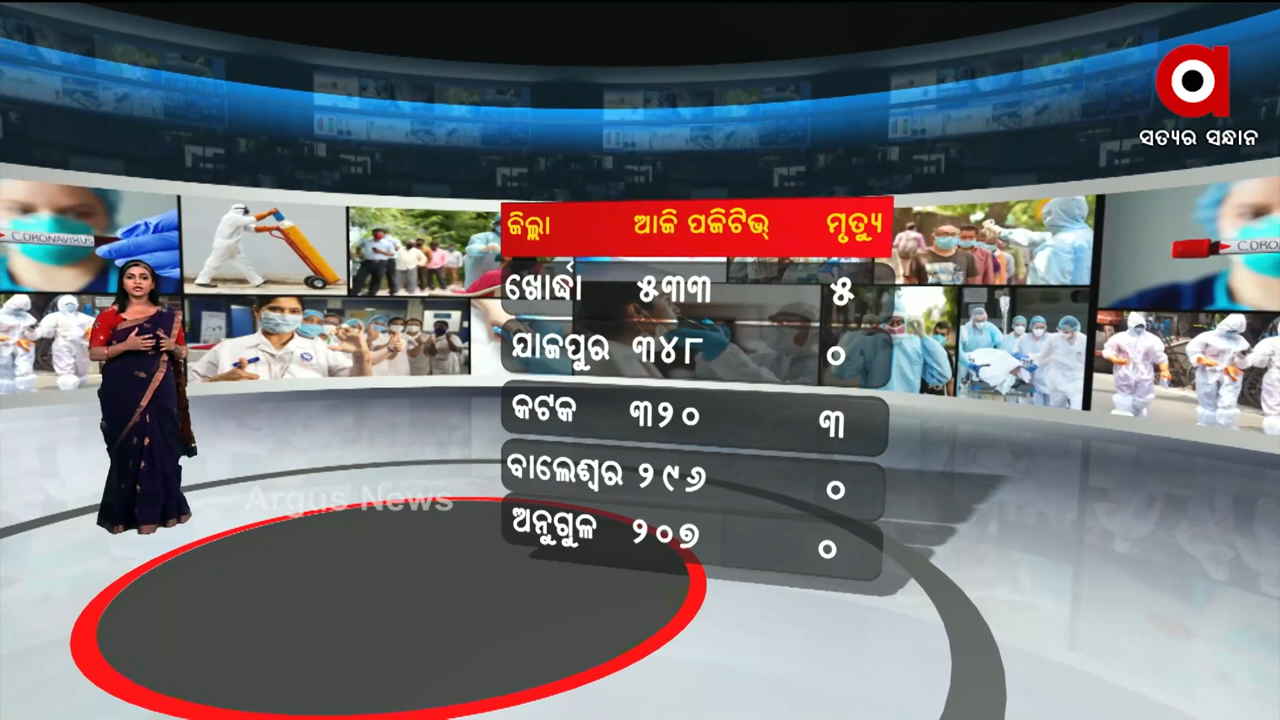 ସତ୍ୟର ସନ୍ଧାନ
CORONAVIRUS
CORO
ଜିଲ୍ଲା ଆଜି ପଜିଟିଭ୍ ମୃତ୍ୟୁ
ଖୋର୍ଦ୍ଧା ୫୩୩ ୫
ଯାଜପୁର ୩୪୮ ୦
କଟକ ୩୨୦ ୩
ବାଲେଶ୍ୱର ୨୯୬ ୦
Argus News
ଅନୁଗୁଳ ୨୦୭ ୦